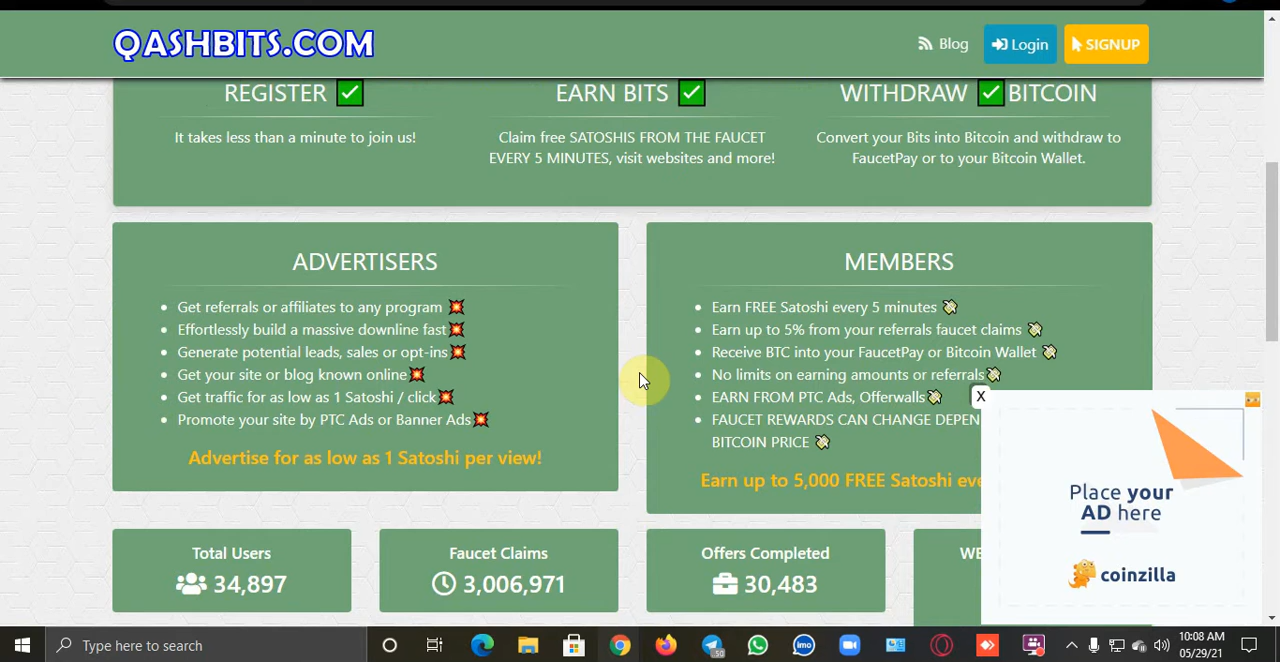 QASHBITS.COM
Blog
Login
SIGNUP
REGISTER
It takes less than a minute to join us!
EARN BITS
Claim free SATOSHIS FROM THE FAUCET
EVERY 5 MINUTES, visit websites and more!
WITHDRAW BITCOIN
Convert your Bits into Bitcoin and withdraw to
FaucetPay or to your Bitcoin Wallet.
ADVERTISERS
Get referrals or affiliates to any program
Effortlessly build a massive downline fast
Generate potential leads, sales or opt-ins
Get your site or blog known online
Get traffic for as low as 1 Satoshi / click
Promote your site by PTC Ads or Banner Ads
Advertise for as low as 1 Satoshi per view!
MEMBERS
Earn FREE Satoshi every 5 minutes
Earn up to 5% from your referrals faucet claims
Receive BTC into your FaucetPay or Bitcoin Wallet
No limits on earning amounts or referrals
EARN FROM PTC Ads, Offerwalls
FAUCET REWARDS CAN CHANGE DEPEN
BITCOIN PRICE
Earn up to 5,000 FREE Satoshi eve
X
Place your
AD here
coinzilla
Total Users
34,897
Faucet Claims
3,006,971
Offers Completed
30,483
WE
Type here to search
50
imo
10:08 AM
05/29/21